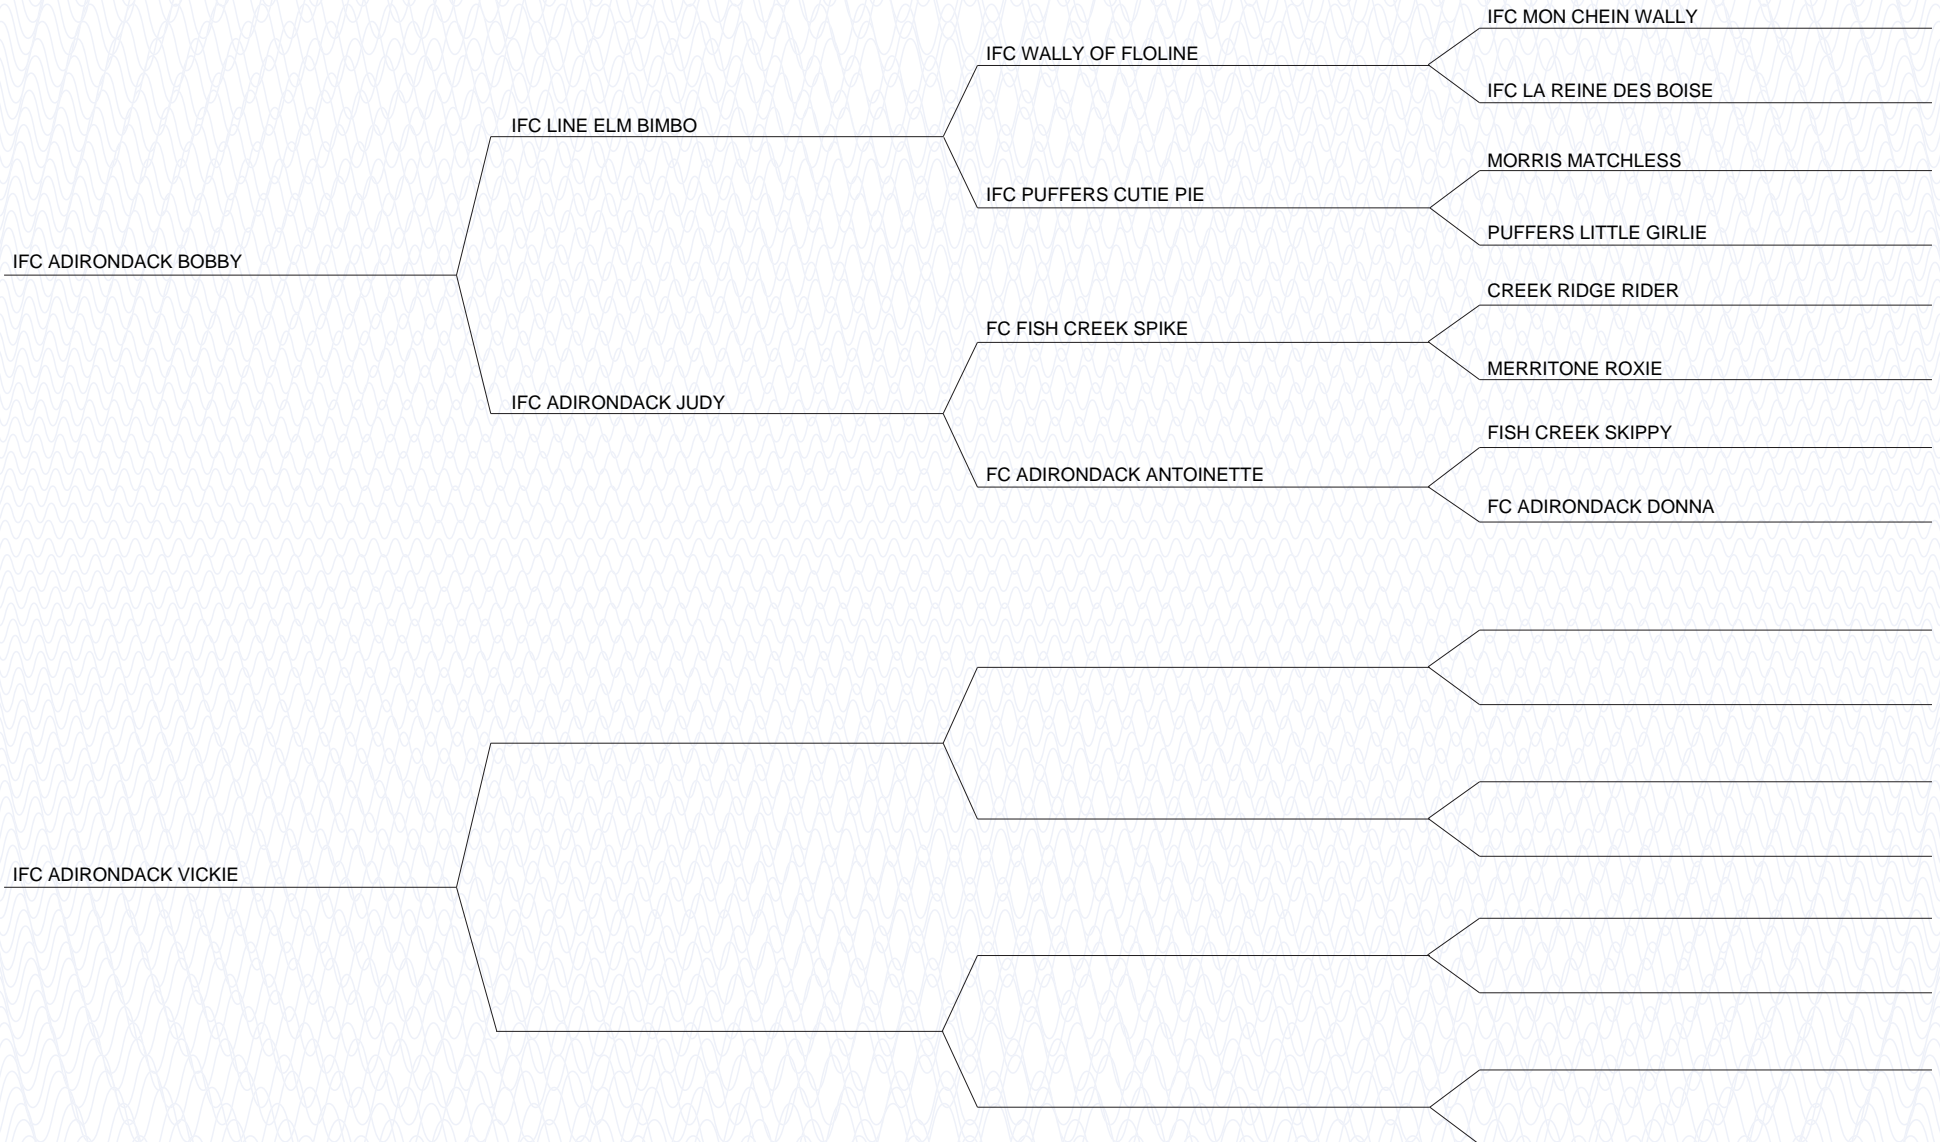 IFC MON CHEIN WALLY
IFC WALLY OF FLOLINE
IFC LA REINE DES BOISE
IFC LINE ELM BIMBO
MORRIS MATCHLESS
IFC PUFFERS CUTIE PIE
PUFFERS LITTLE GIRLIE
IFC ADIRONDACK BOBBY
CREEK RIDGE RIDER
FC FISH CREEK SPIKE
MERRITONE ROXIE
IFC ADIRONDACK JUDY
FISH CREEK SKIPPY
FC ADIRONDACK ANTOINETTE
FC ADIRONDACK DONNA
IFC ADIRONDACK VICKIE